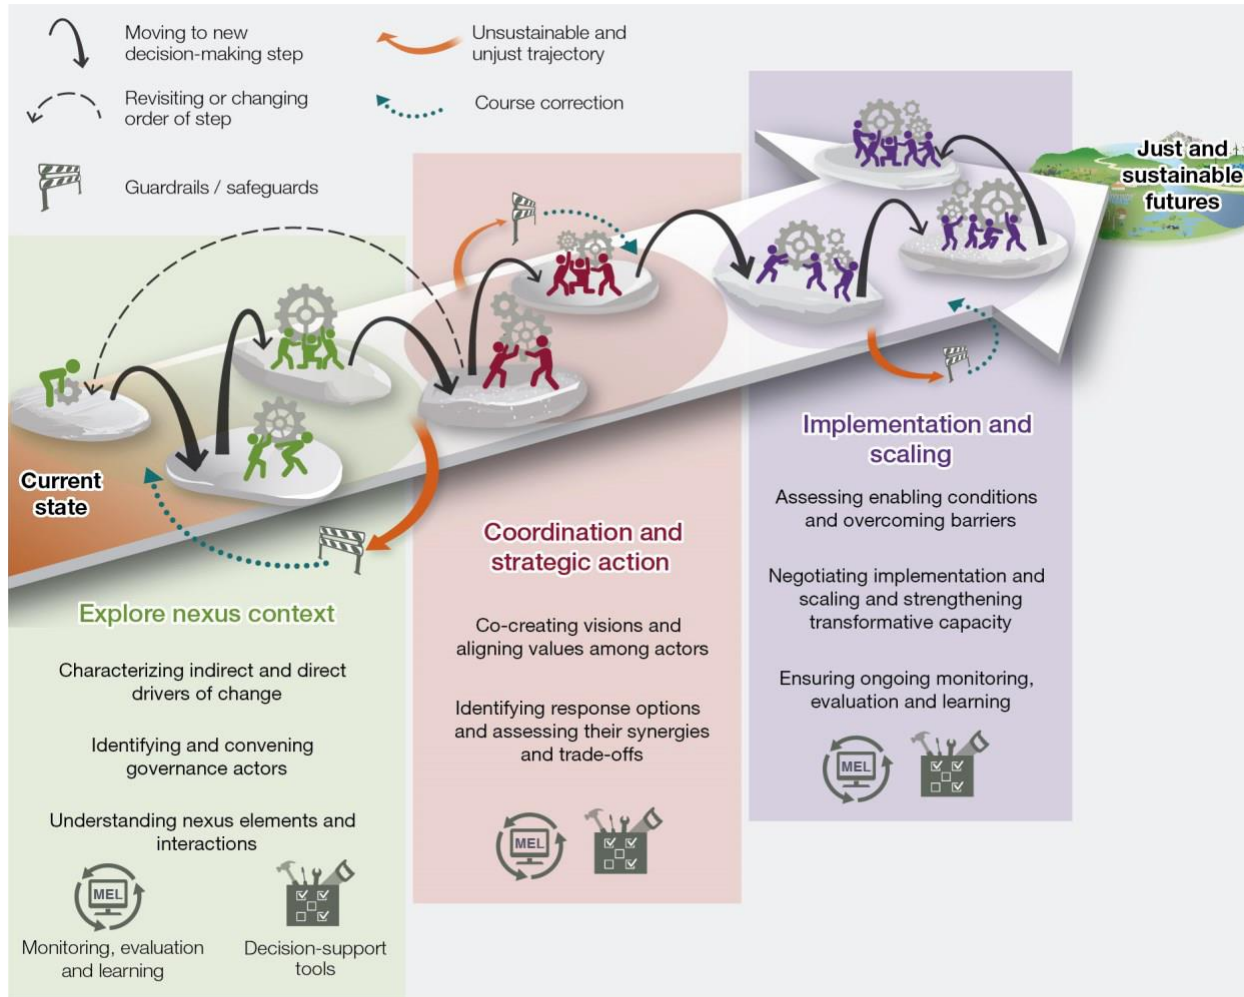 Moving to new
decision-making step
Unsustainable and
unjust trajectory
Revisiting or changing
order of step
Course correction
Guardrails / safeguards
Just and
sustainable
futures
Current
state
Explore nexus context
Characterizing indirect and direct
drivers of change
Identifying and convening
governance actors
Understanding nexus elements and
interactions
MEL
Monitoring, evaluation
and learning
Decision-support
tools
Coordination and
strategic action
Co-creating visions and
aligning values among actors
Identifying response options
and assessing their synergies
and trade-offs
MEL
Implementation and
scaling
Assessing enabling conditions
and overcoming barriers
Negotiating implementation and
scaling and strengthening
transformative capacity
Ensuring ongoing monitoring,
evaluation and learning
MEL